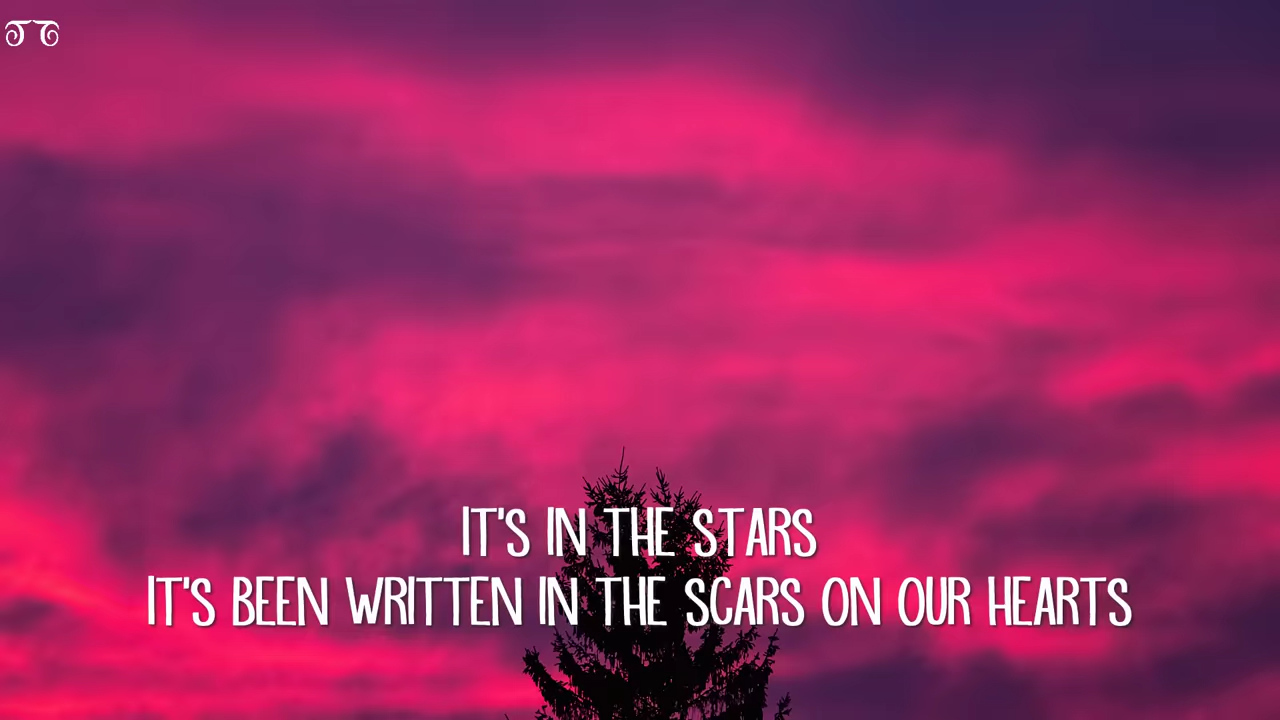 IT'S IN THE STARS
IT'S BEEN WRITTEN IN THE SCARS ON OUR HEARTS